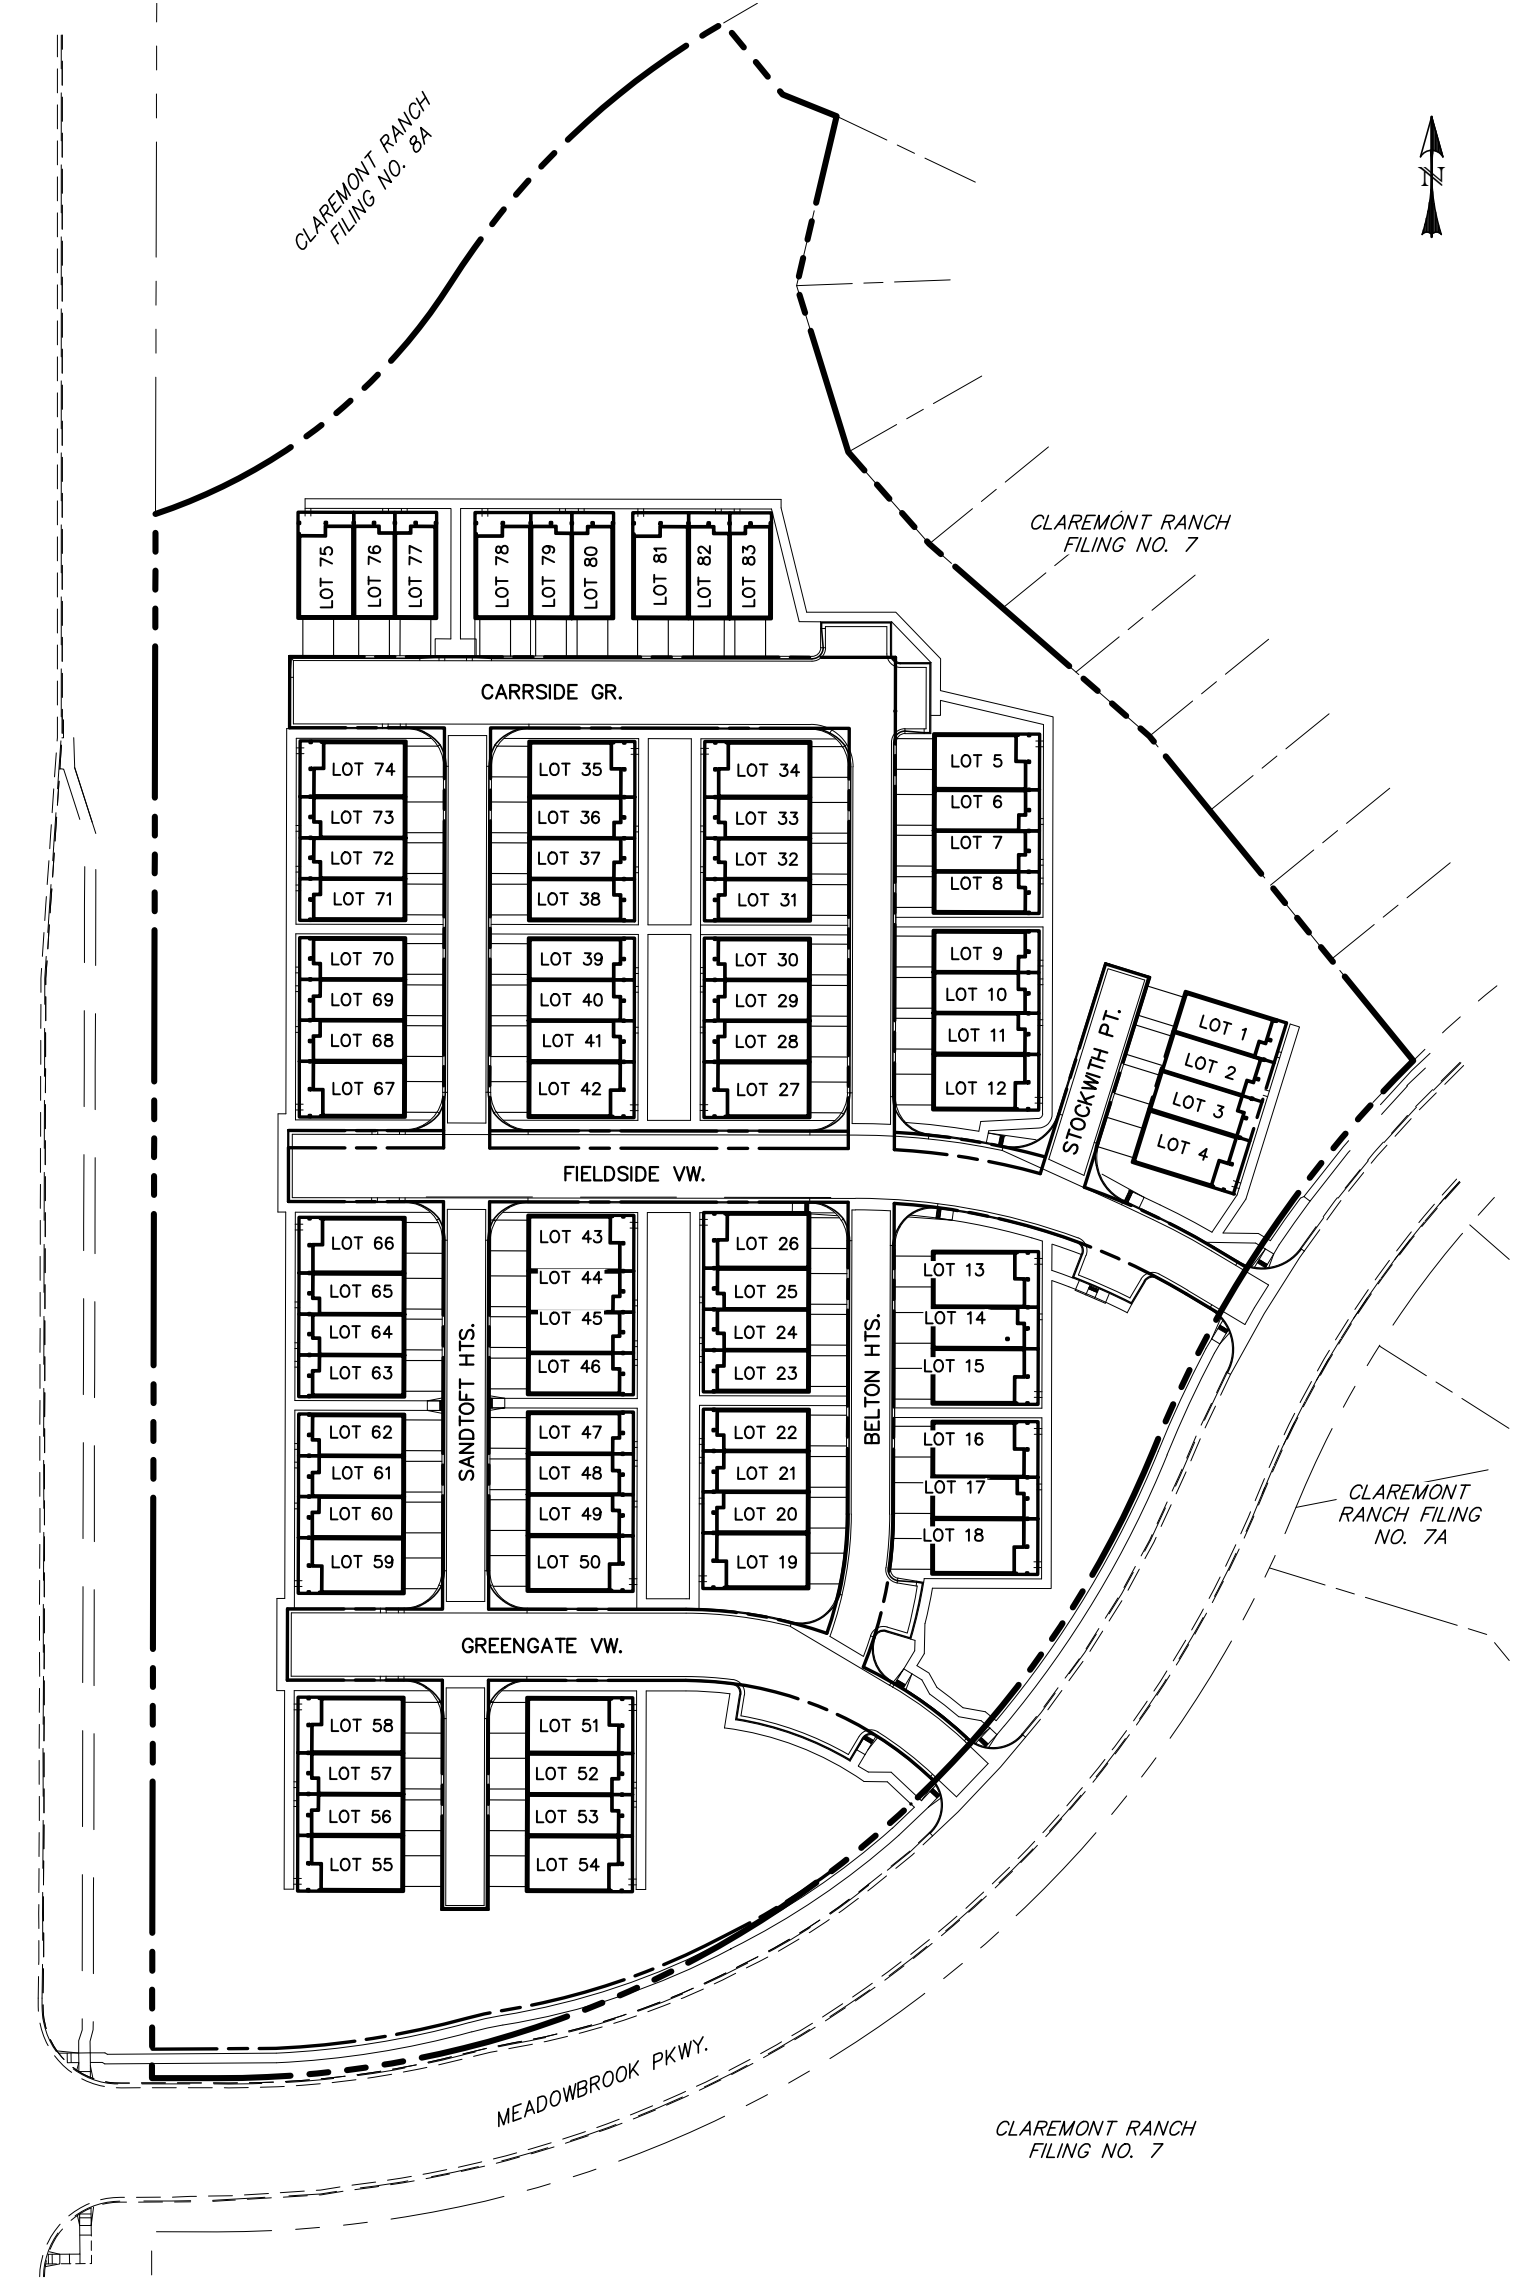 CLAREMONT RANCH
FILING NO. 8A
N
CLAREMONT RANCH
FILING NO. 7
LOT 75
LOT 76
LOT 77
LOT 78
LOT 79
LOT 80
LOT 81
LOT 82
LOT 83
CARRSIDE GR.
LOT 74
LOT 35
LOT 34
LOT 5
LOT 73
LOT 36
LOT 33
LOT 6
LOT 72
LOT 37
LOT 32
LOT 7
LOT 71
LOT 38
LOT 31
LOT 8
LOT 70
LOT 39
LOT 30
LOT 9
LOT 69
LOT 40
LOT 29
LOT 10
LOT 68
LOT 41
LOT 28
LOT 11
LOT 67
LOT 42
LOT 27
LOT 12
STOCKWITH PT.
LOT 1
LOT 2
LOT 3
LOT 4
FIELDSIDE VW.
LOT 66
LOT 43
LOT 26
LOT 13
LOT 65
LOT 44
LOT 25
LOT 14
LOT 64
LOT 45
LOT 24
LOT 15
LOT 63
LOT 46
LOT 23
SANDTOFT HTS.
BELTON HTS.
LOT 62
LOT 47
LOT 22
LOT 16
LOT 61
LOT 48
LOT 21
LOT 17
LOT 60
LOT 49
LOT 20
LOT 18
LOT 59
LOT 50
LOT 19
CLAREMONT
RANCH FILING
NO. 7A
GREENGATE VW.
LOT 58
LOT 51
LOT 57
LOT 52
LOT 56
LOT 53
LOT 55
LOT 54
MEADOWBROOK PKWY.
CLAREMONT RANCH
FILING NO. 7